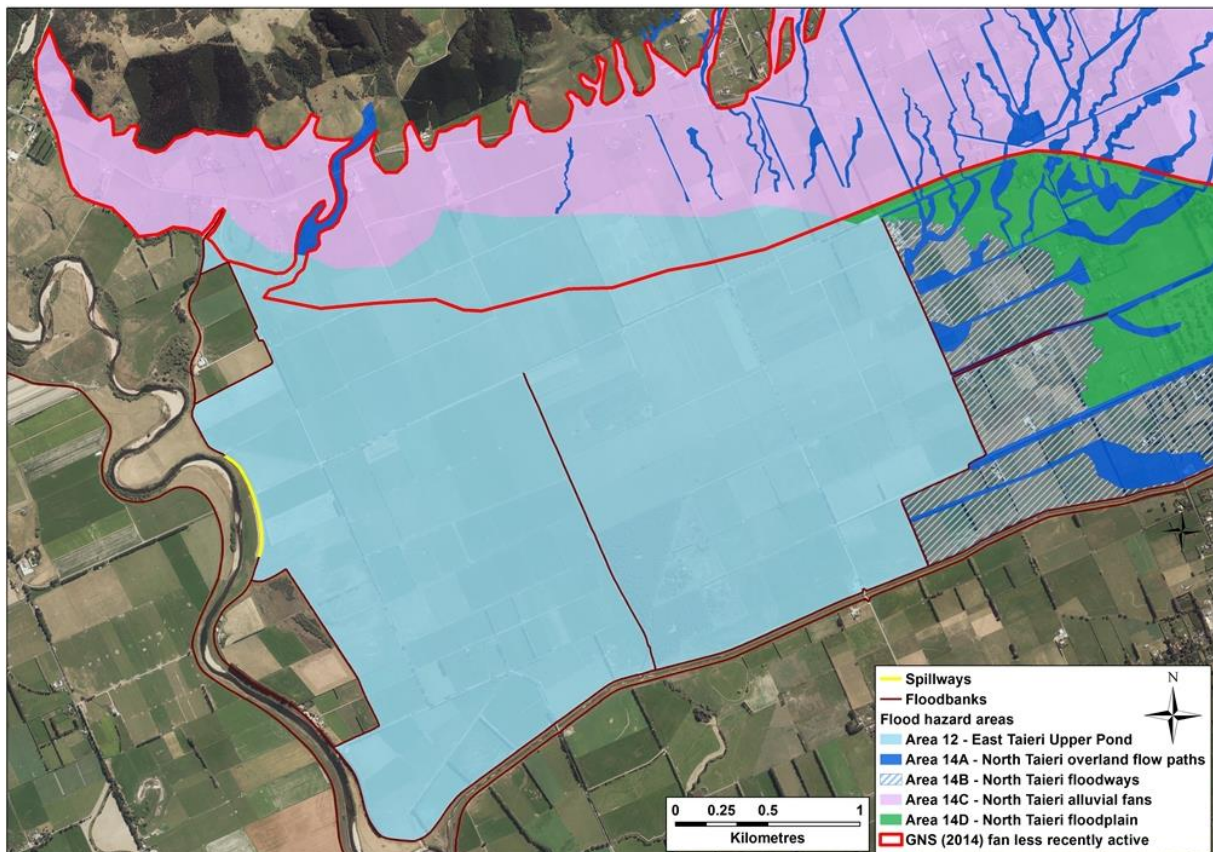 Spillways
Floodbanks
Flood hazard areas
Area 12 - East Taieri Upper Pond
Area 14A - North Taieri overland flow paths
Area 14B - North Taieri floodways
Area 14C - North Taieri alluvial fans
Area 14D - North Taieri floodplain
GNS (2014) fan less recently active
N
0 0.25 0.5 1
Kilometres